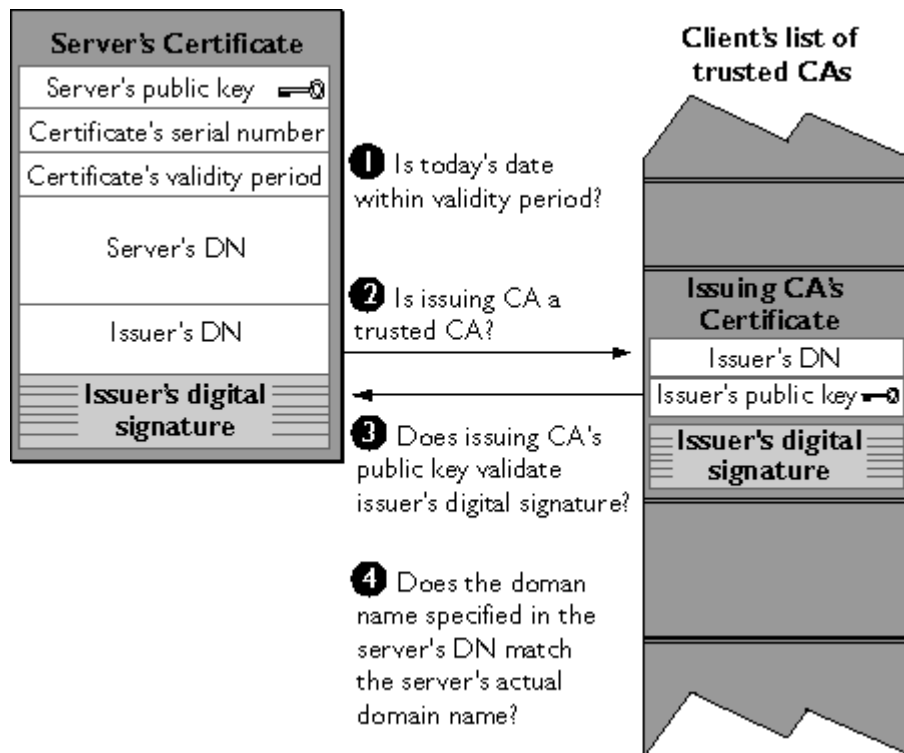 Server's Certificate
Server's public key
Certificate's serial number
Certificate's validity period
Server's DN
Issuer's DN
Issuer's digital
signature
1 Is today's date
within validity period?
2 Is issuing CA a
trusted CA?
3 Does issuing CA's
public key validate
issuer's digital signature?
4 Does the doman
name specified in the
server's DN match
the server's actual
domain name?
Client's list of
trusted CAs
Issuing CA's
Certificate
Issuer's DN
Issuer's public key
Issuer's digital
signature